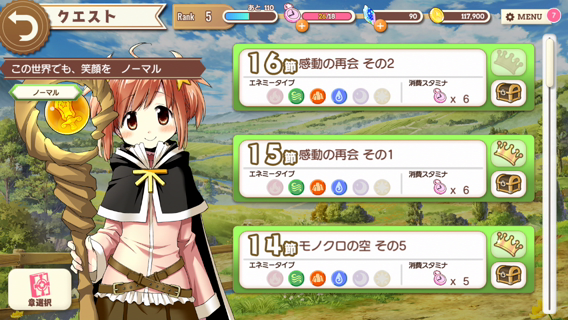 クエスト
Rank 5
あと 110
26/18
90
117,900
MENU
?
この世界でも、笑顔を ノーマル
ノーマル
章選択
16節 感動の再会 その2
エネミータイプ
消費スタミナ
x 6
15節 感動の再会 その1
エネミータイプ
消費スタミナ
x 6
14節 モノクロの空 その5
エネミータイプ
消費スタミナ
x 5